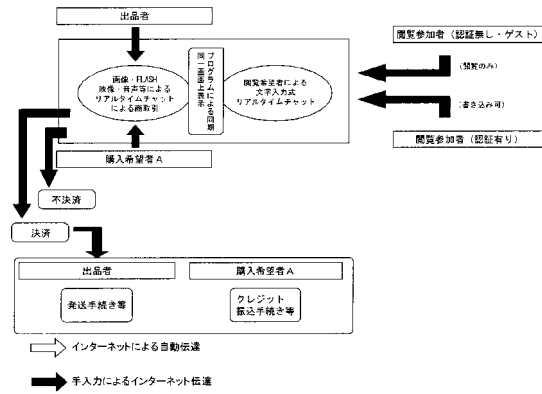 出品者
閲覧参加者（認証無し・ゲスト）
（閲覧のみ）
画像・FLASH
映像・音声等による
リアルタイムチャット
による商取引
プログラムによる同期
同一画面上表示
閲覧希望者による
文字入力式
リアルタイムチャット
（書き込み可）
閲覧参加者（認証有り）
購入希望者A
不決済
決済
出品者
購入希望者A
発送手続き等
クレジット
振込手続き等
インターネットによる自動伝達
手入力によるインターネット伝達